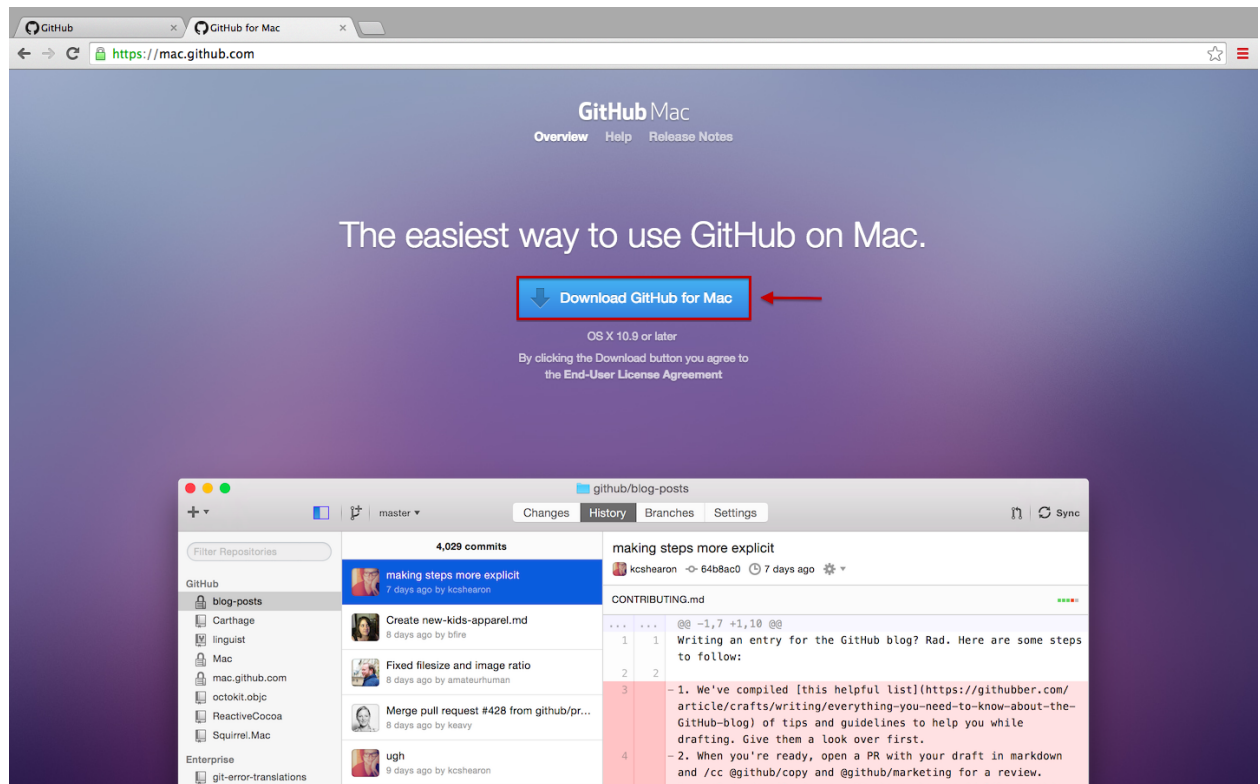 GitHub
GitHub for Mac
https://mac.github.com
GitHub Mac
Overview Help Release Notes
The easiest way to use GitHub on Mac.
Download GitHub for Mac
OS X 10.9 or later
By clicking the Download button you agree to
the End-User License Agreement
github/blog-posts
master
Changes History Branches Settings
Sync
Filter Repositories
GitHub
blog-posts
Carthage
linguist
Mac
mac.github.com
octokit.objc
ReactiveCocoa
Squirrel.Mac
Enterprise
git-error-translations
4,029 commits
making steps more explicit
7 days ago by kcshearon
Create new-kids-apparel.md
8 days ago by bfire
Fixed filesize and image ratio
8 days ago by amateurhuman
Merge pull request #428 from github/pr...
8 days ago by keavy
ugh
9 days ago by kcshearon
making steps more explicit
kcshearon 64b8ac0 7 days ago
CONTRIBUTING.md
... ... @@ -1,7 +1,10 @@
1 1 Writing an entry for the GitHub blog? Rad. Here are some steps
to follow:
2 2
3 - 1. We've compiled [this helpful list](https://githubber.com/
article/crafts/writing/everything-you-need-to-know-about-the-
GitHub-blog) of tips and guidelines to help you while
drafting. Give them a look over first.
4 - 2. When you're ready, open a PR with your draft in markdown
and /cc @github/copy and @github/marketing for a review.